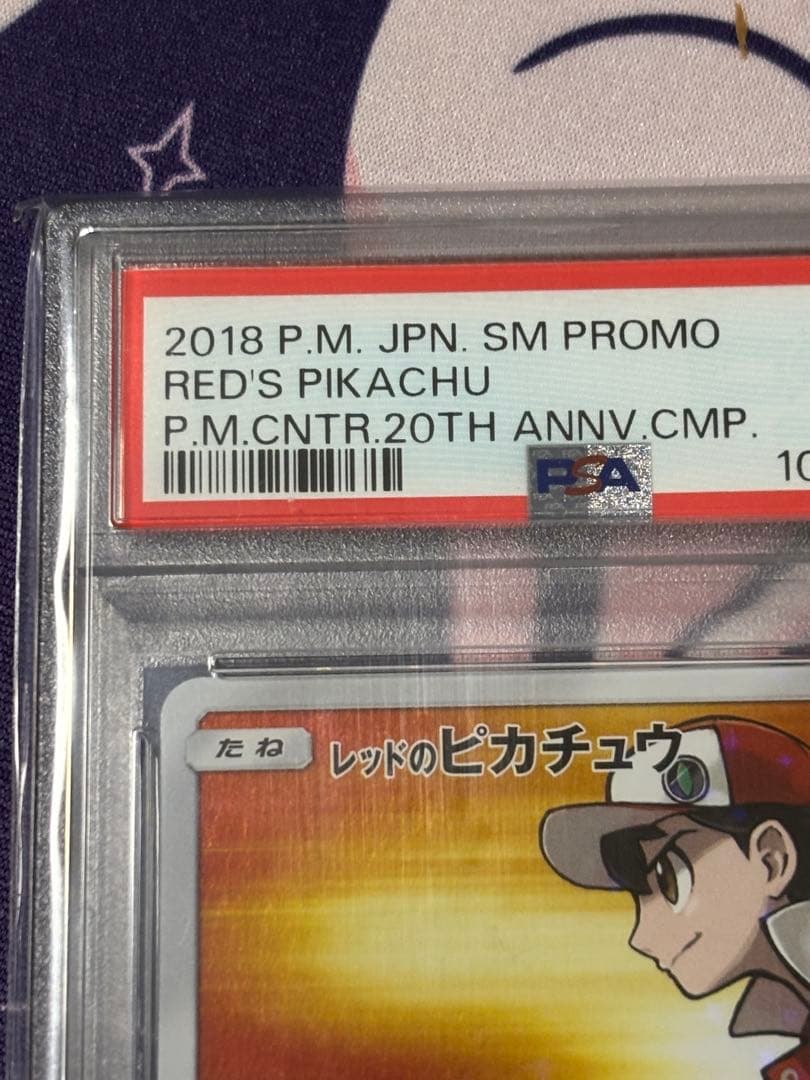 2018 P.M. JPN. SM PROMO
RED'S PIKACHU
P.M.CNTR.20TH ANNV.CMP.
PSA
たね レッドのピカチュウ